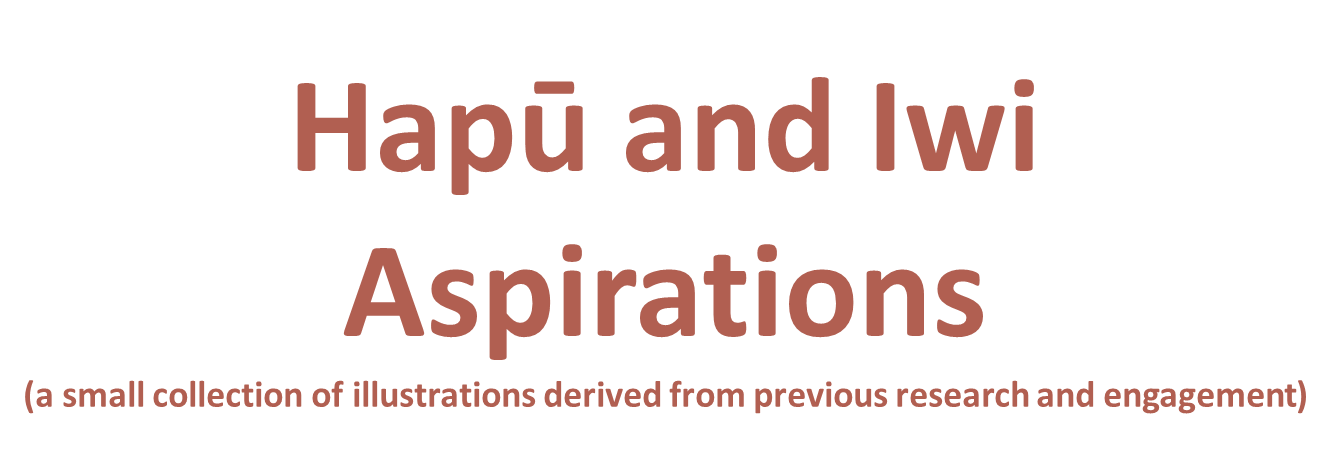 Hapū and Iwi
Aspirations
(a small collection of illustrations derived from previous research and engagement)